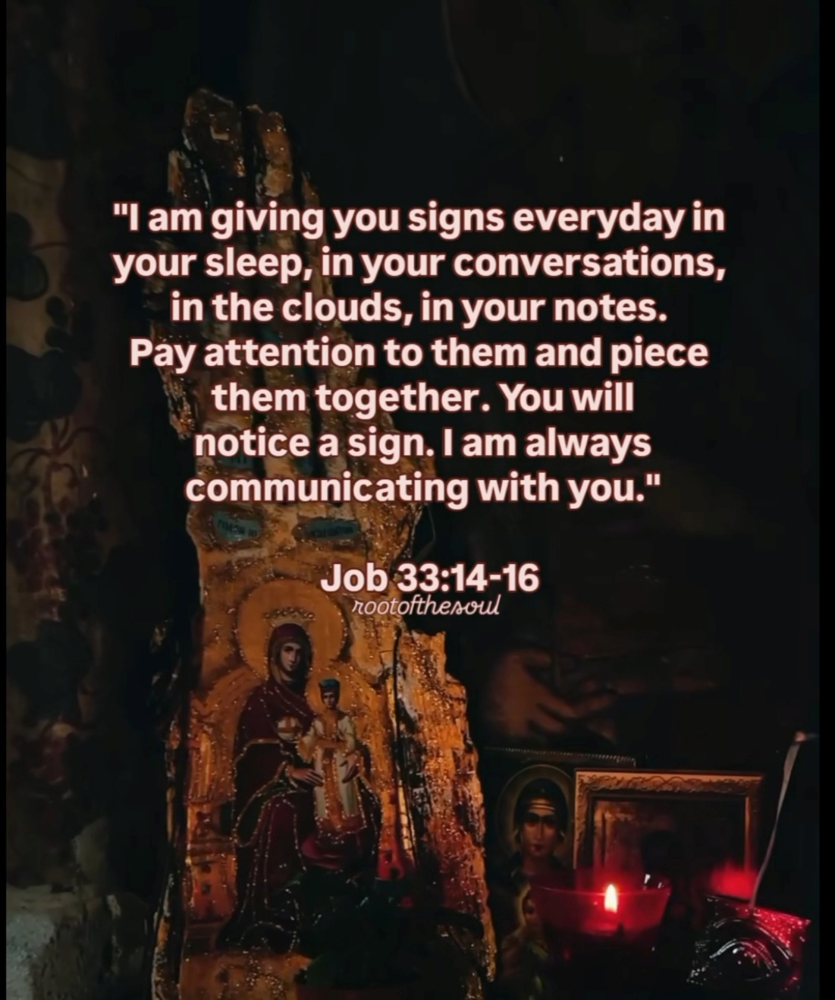 "I am giving you signs everyday in
your sleep, in your conversations,
in the clouds, in your notes.
Pay attention to them and piece
them together. You will
notice a sign. I am always
communicating with you."
Job 33:14-16
rootofthesoul